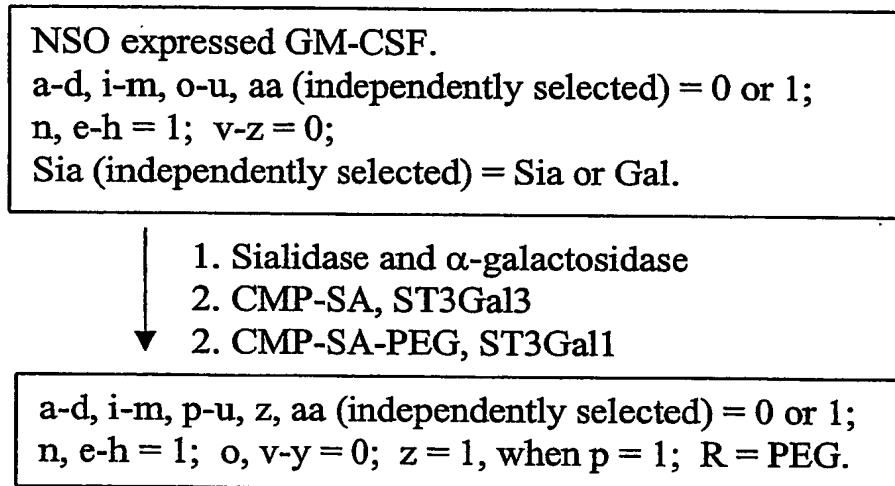 NSO expressed GM-CSF.
a-d, i-m, o-u, aa (independently selected) = 0 or 1;
n, e-h = 1; v-z = 0;
Sia (independently selected) = Sia or Gal.
1. Sialidase and α-galactosidase
2. CMP-SA, ST3Gal3
2. CMP-SA-PEG, ST3Gal1
a-d, i-m, p-u, z, aa (independently selected) = 0 or 1;
n, e-h = 1; o, v-y = 0; z = 1, when p = 1; R = PEG.